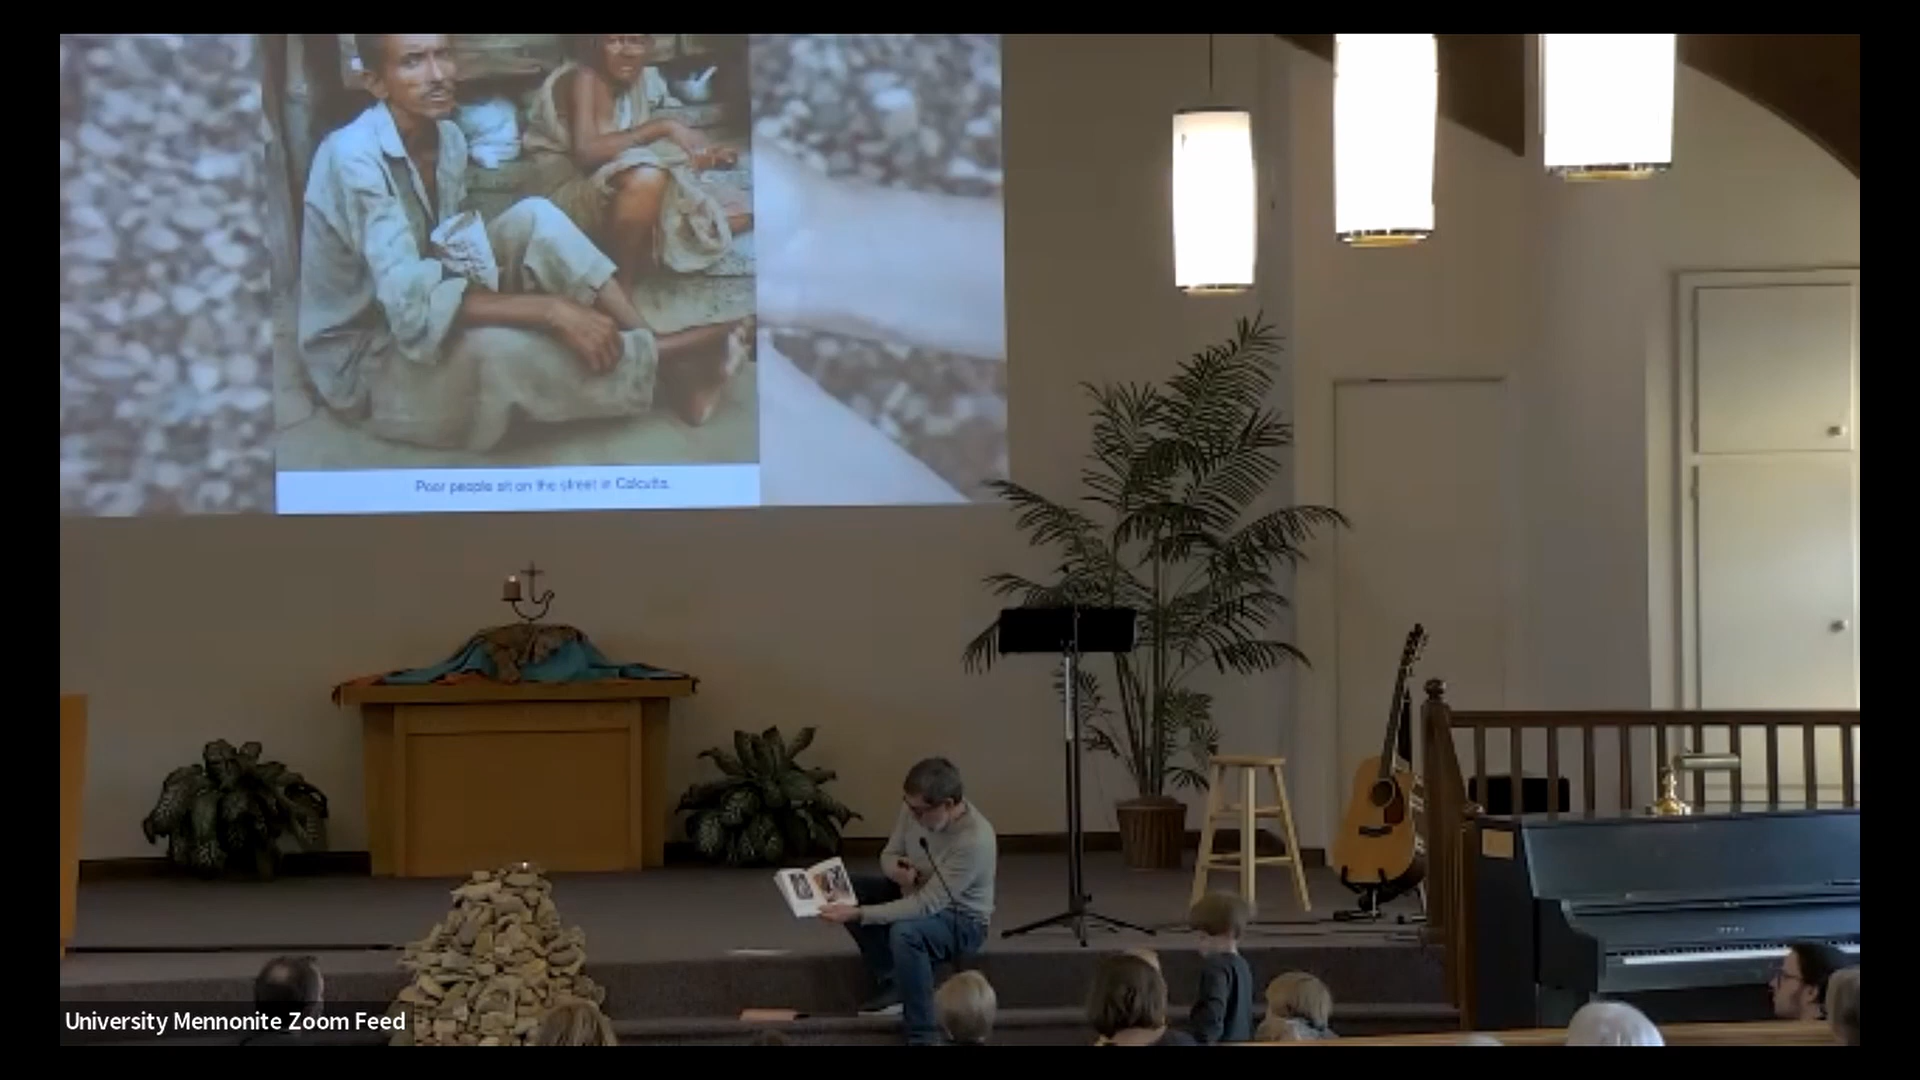 Poor people sit on the street in Calcutta.
University Mennonite Zoom Feed